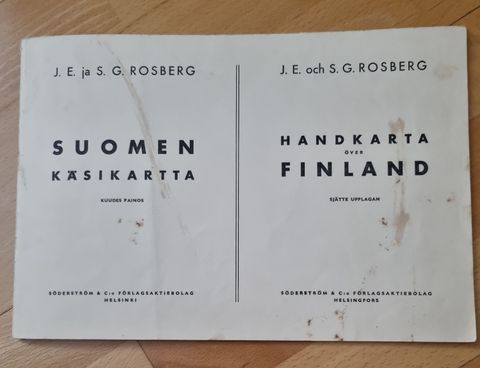 J. E. ja S. G. ROSBERG
SUOMEN
KÄSIKARTTA
KUUDES PAINOS
SÖDERSTRÖM & C:o FÖRLAGSAKTIEBOLAG
HELSINKI
J. E. och S. G. ROSBERG
HANDKARTA
ÖVER
FINLAND
SJÄTTE UPPLAGAN
SÖDERSTRÖM & C:o FÖRLAGSAKTIEBOLAG
HELSINGFORS